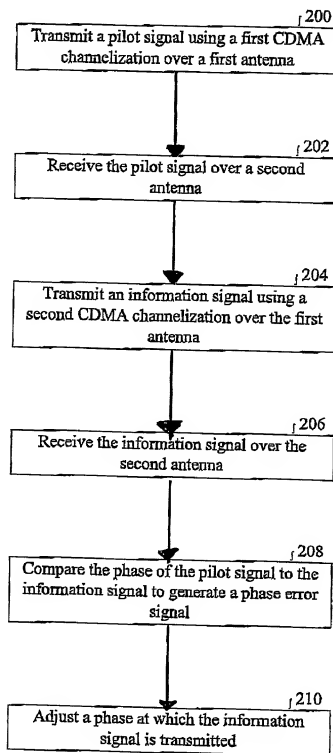 200
Transmit a pilot signal using a first CDMA
channelization over a first antenna
202
Receive the pilot signal over a second
antenna
204
Transmit an information signal using a
second CDMA channelization over the first
antenna
206
Receive the information signal over the
second antenna
208
Compare the phase of the pilot signal to the
information signal to generate a phase error
signal
210
Adjust a phase at which the information
signal is transmitted